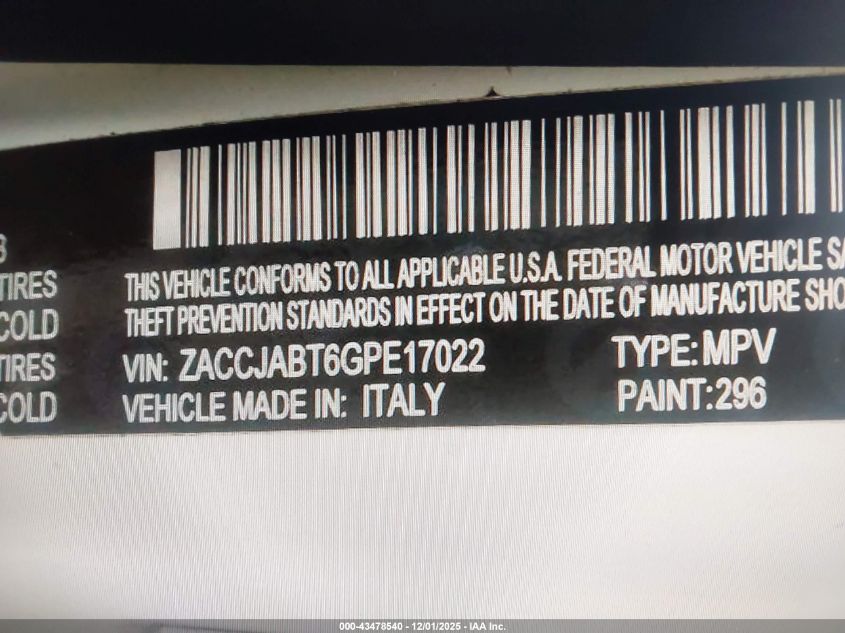 TIRES
COLD
TIRES
COLD
THIS VEHICLE CONFORMS TO ALL APPLICABLE U.S.A. FEDERAL MOTOR VEHICLE SA
THEFT PREVENTION STANDARDS IN EFFECT ON THE DATE OF MANUFACTURE SHO
VIN: ZACCJABT6GPE17022 TYPE: MPV
VEHICLE MADE IN: ITALY PAINT: 296
000-43478540 - 12/01/2025 - IAA Inc.